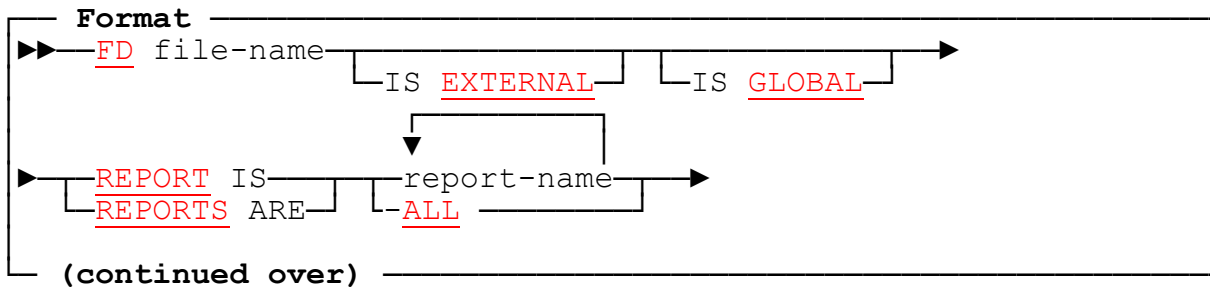 Format
FD file-name
IS EXTERNAL IS GLOBAL
REPORT IS report-name
REPORTS ARE -ALL
(continued over)